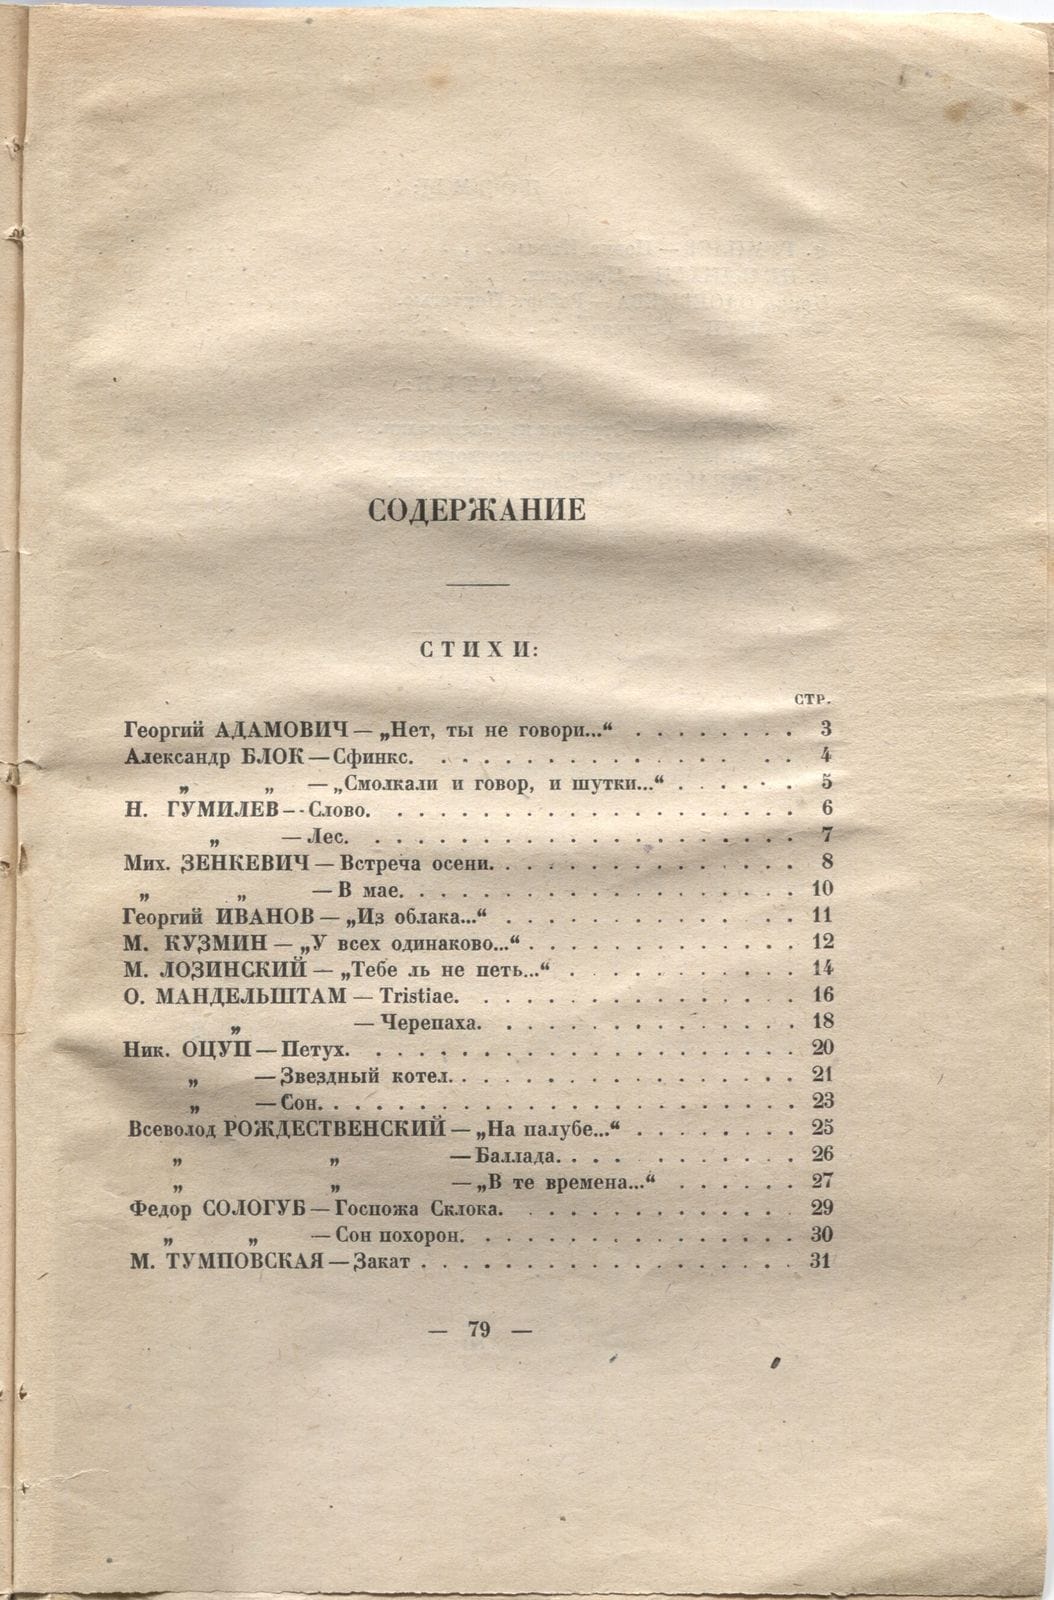 СОДЕРЖАНИЕ
СТИХИ:
СТР.
Георгий АДАМОВИЧ — „Нет, ты не говори...“ . . . . . . . . 3
Александр БЛОК — Сфинкс. . . . . . . . . . . . . . . . 4
„ „ — „Смолкали и говор, и шутки...“ . . . . . . 5
Н. ГУМИЛЕВ — Слово. . . . . . . . . . . . . . . . . . 6
„ — Лес. . . . . . . . . . . . . . . . . . . 7
Мих. ЗЕНКЕВИЧ — Встреча осени. . . . . . . . . . . . . 8
„ „ — В мае. . . . . . . . . . . . . . . . . 10
Георгий ИВАНОВ — „Из облака...“ . . . . . . . . . . . . 11
М. КУЗМИН — „У всех одинаково...“ . . . . . . . . . . . 12
М. ЛОЗИНСКИЙ — „Тебе ль не петь...“ . . . . . . . . . . 14
О. МАНДЕЛЬШТАМ — Tristiae. . . . . . . . . . . . . . . 16
„ — Черепаха. . . . . . . . . . . . . . 18
Ник. ОЦУП — Петух. . . . . . . . . . . . . . . . . . . 20
„ — Звездный котел. . . . . . . . . . . . . . . 21
„ — Сон. . . . . . . . . . . . . . . . . . . . 23
Всеволод РОЖДЕСТВЕНСКИЙ — „На палубе...“ . . . . . . . . 25
„ „ — Баллада. . . . . . . . . . . 26
„ „ — „В те времена...“ . . . . . . 27
Федор СОЛОГУБ — Госпожа Склока. . . . . . . . . . . . . 29
„ „ — Сон похорон. . . . . . . . . . . . . . 30
М. ТУМПОВСКАЯ — Закат . . . . . . . . . . . . . . . . . 31
— 79 —